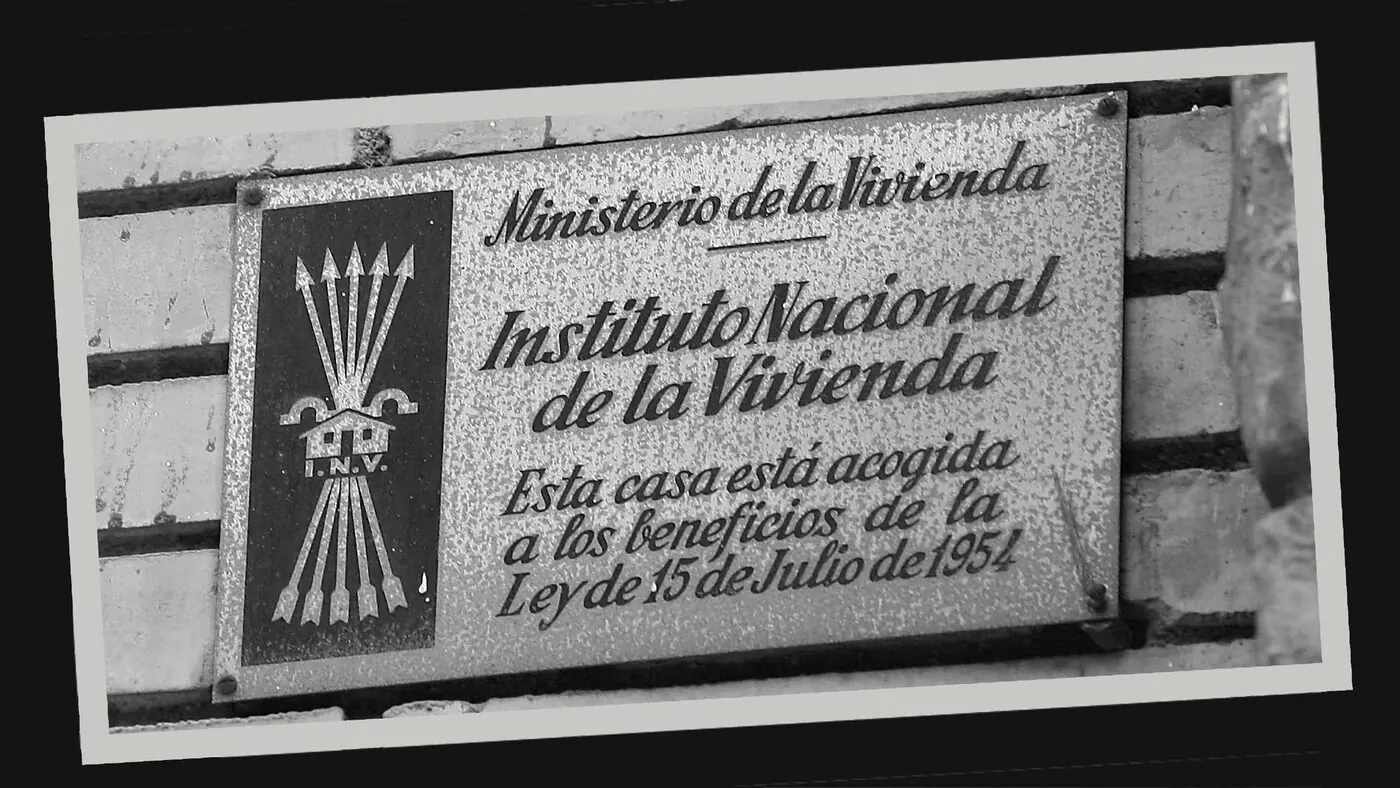 Ministerio de la Vivienda
Instituto Nacional
de la Vivienda
Esta casa está acogida
a los beneficios de la
Ley de 15 de Julio de 1954
I.N.V.